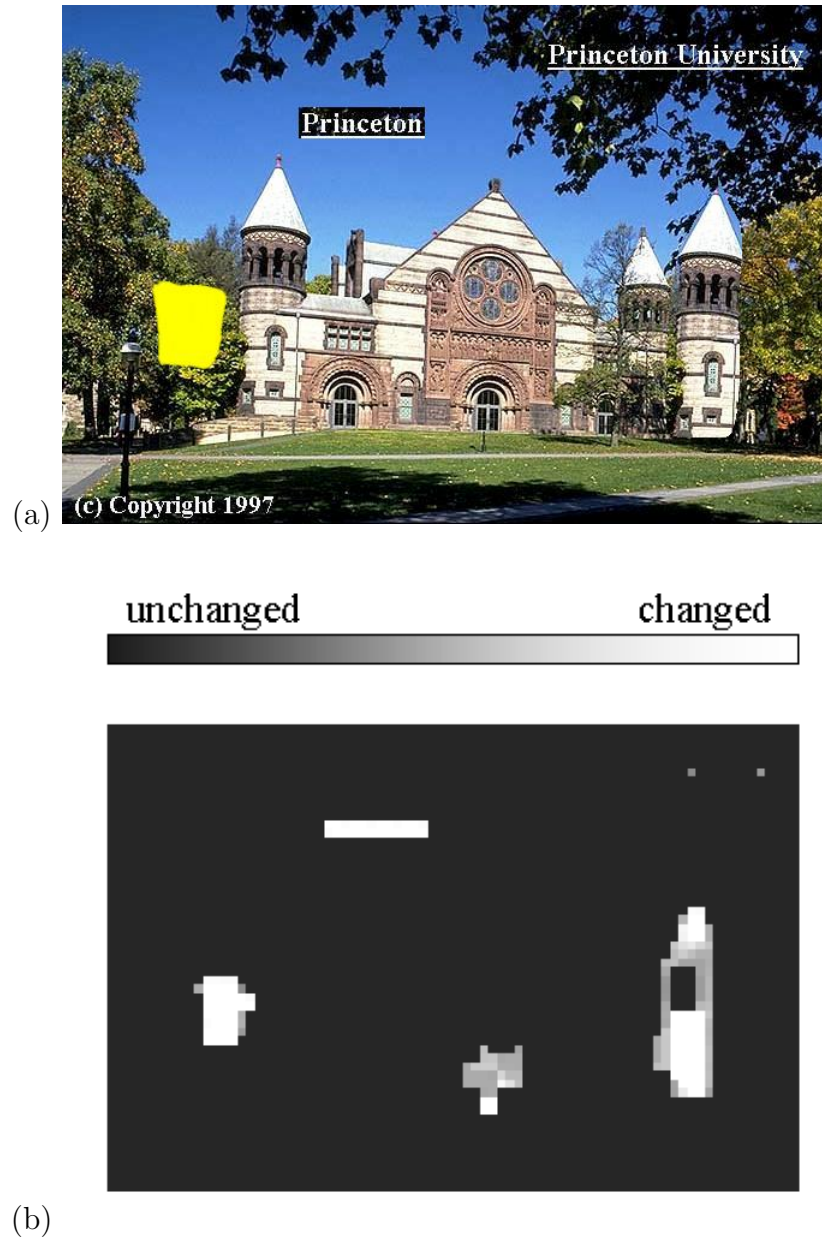 Princeton University
Princeton
(c) Copyright 1997
(a)
unchanged changed
(b)